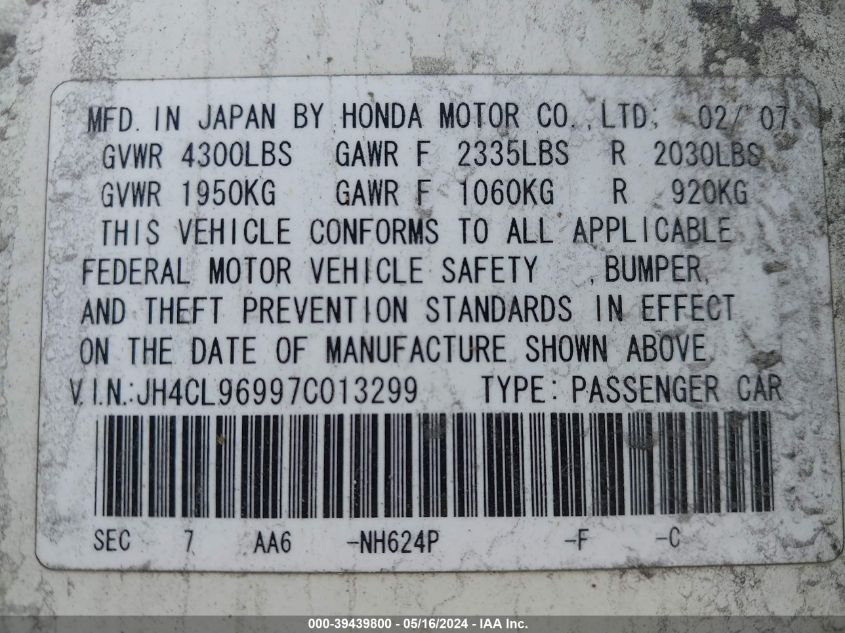 MFD. IN JAPAN BY HONDA MOTOR CO.,LTD. 02/ 07
GVWR 4300LBS GAWR F 2335LBS R 2030LBS
GVWR 1950KG GAWR F 1060KG R 920KG
THIS VEHICLE CONFORMS TO ALL APPLICABLE
FEDERAL MOTOR VEHICLE SAFETY ,BUMPER,
AND THEFT PREVENTION STANDARDS IN EFFECT
ON THE DATE OF MANUFACTURE SHOWN ABOVE
V.I.N.:JH4CL96997C013299 TYPE: PASSENGER CAR
SEC 7 AA6 -NH624P -F -C
000-39439800 - 05/16/2024 - IAA Inc.